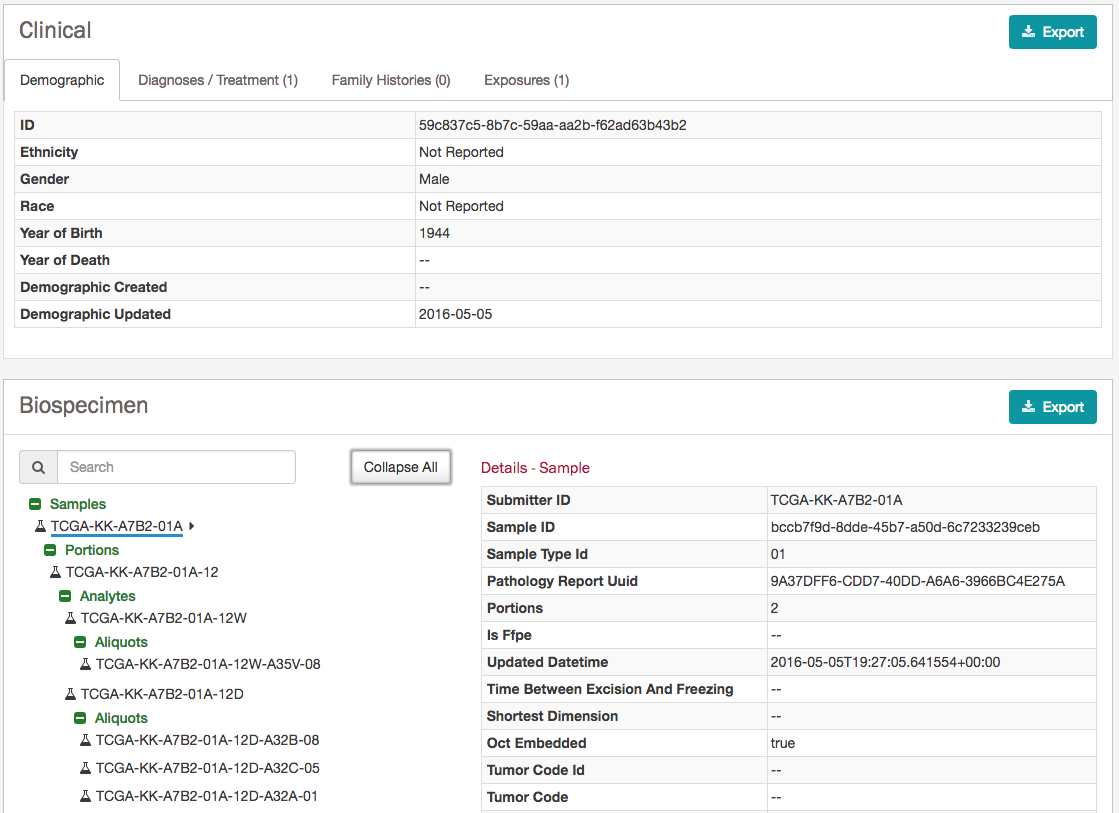 Clinical
Export
Demographic Diagnoses / Treatment (1) Family Histories (0) Exposures (1)
ID 59c837c5-8b7c-59aa-aa2b-f62ad63b43b2
Ethnicity Not Reported
Gender Male
Race Not Reported
Year of Birth 1944
Year of Death --
Demographic Created --
Demographic Updated 2016-05-05
Biospecimen
Export
Search
Collapse All
Samples
TCGA-KK-A7B2-01A
Portions
TCGA-KK-A7B2-01A-12
Analytes
TCGA-KK-A7B2-01A-12W
Aliquots
TCGA-KK-A7B2-01A-12W-A35V-08
TCGA-KK-A7B2-01A-12D
Aliquots
TCGA-KK-A7B2-01A-12D-A32B-08
TCGA-KK-A7B2-01A-12D-A32C-05
TCGA-KK-A7B2-01A-12D-A32A-01
Details - Sample
Submitter ID TCGA-KK-A7B2-01A
Sample ID bccb7f9d-8dde-45b7-a50d-6c7233239ceb
Sample Type Id 01
Pathology Report Uuid 9A37DFF6-CDD7-40DD-A6A6-3966BC4E275A
Portions 2
Is Ffpe --
Updated Datetime 2016-05-05T19:27:05.641554+00:00
Time Between Excision And Freezing --
Shortest Dimension --
Oct Embedded true
Tumor Code Id --
Tumor Code --